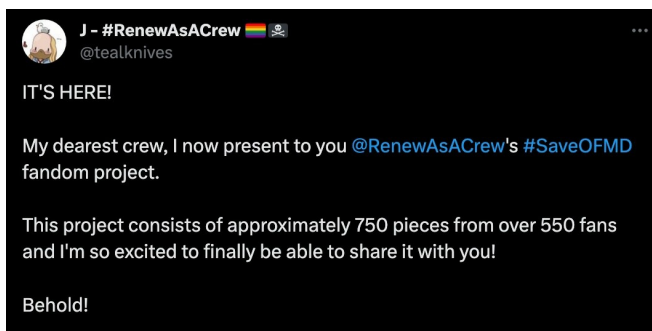 J - #RenewAsACrew 🏳️‍🌈🏴‍☠️
@tealknives
IT'S HERE!
My dearest crew, I now present to you @RenewAsACrew's #SaveOFMD
fandom project.
This project consists of approximately 750 pieces from over 550 fans
and I'm so excited to finally be able to share it with you!
Behold!